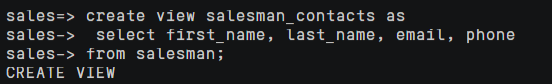 sales=> create view salesman_contacts as
sales->  select first_name, last_name, email, phone
sales-> from salesman;
CREATE VIEW